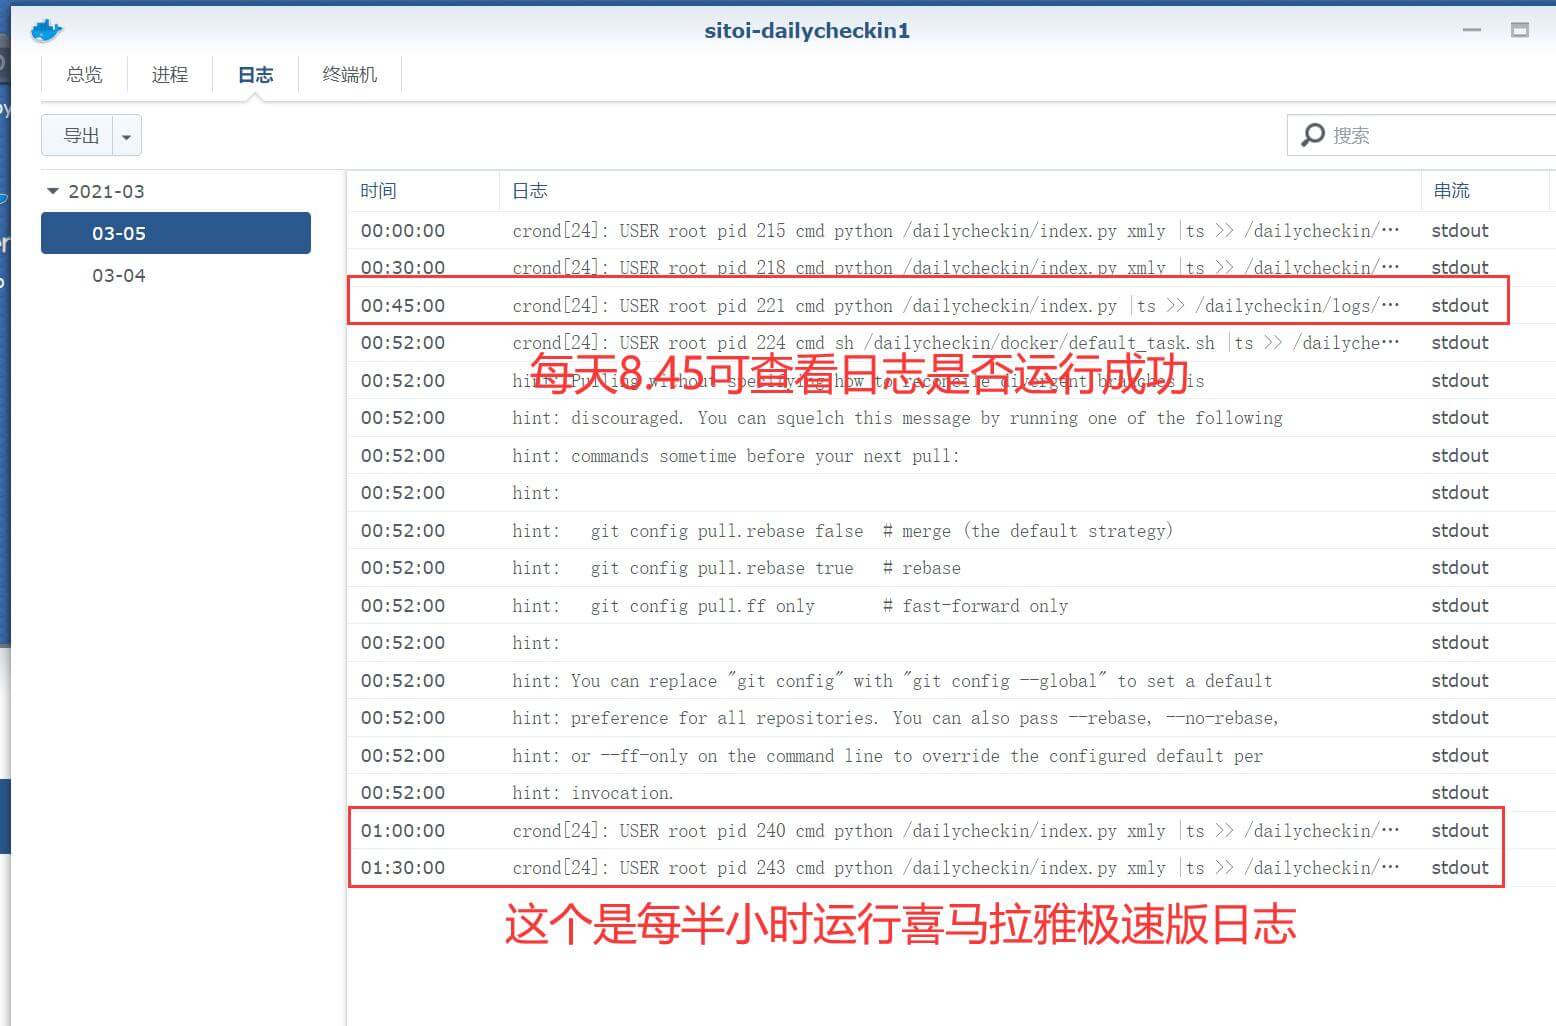 sitoi-dailycheckin1
总览 进程 日志 终端机
导出
搜索
2021-03
03-05
03-04
时间 日志 串流
00:00:00 crond[24]: USER root pid 215 cmd python /dailycheckin/index.py xmly |ts >> /dailycheckin/··· stdout
00:30:00 crond[24]: USER root pid 218 cmd python /dailycheckin/index.py xmly |ts >> /dailycheckin/··· stdout
00:45:00 crond[24]: USER root pid 221 cmd python /dailycheckin/index.py |ts >> /dailycheckin/logs/··· stdout
00:52:00 crond[24]: USER root pid 224 cmd sh /dailycheckin/docker/default_task.sh |ts >> /dailyche··· stdout
每天8.45可查看日志是否运行成功
00:52:00 hint: Pulling without specifying how to reconcile divergent branches is stdout
00:52:00 hint: discouraged. You can squelch this message by running one of the following stdout
00:52:00 hint: commands sometime before your next pull: stdout
00:52:00 hint: stdout
00:52:00 hint:   git config pull.rebase false  # merge (the default strategy) stdout
00:52:00 hint:   git config pull.rebase true   # rebase stdout
00:52:00 hint:   git config pull.ff only       # fast-forward only stdout
00:52:00 hint: stdout
00:52:00 hint: You can replace "git config" with "git config --global" to set a default stdout
00:52:00 hint: preference for all repositories. You can also pass --rebase, --no-rebase, stdout
00:52:00 hint: or --ff-only on the command line to override the configured default per stdout
00:52:00 hint: invocation. stdout
01:00:00 crond[24]: USER root pid 240 cmd python /dailycheckin/index.py xmly |ts >> /dailycheckin/··· stdout
01:30:00 crond[24]: USER root pid 243 cmd python /dailycheckin/index.py xmly |ts >> /dailycheckin/··· stdout
这个是每半小时运行喜马拉雅极速版日志